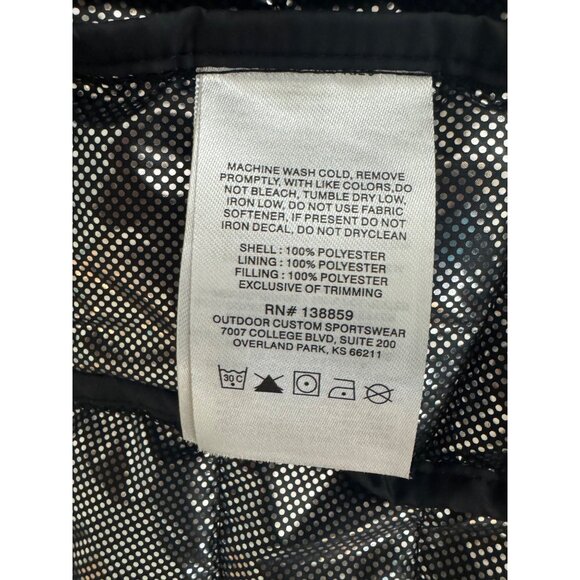 MACHINE WASH COLD, REMOVE
PROMPTLY, WITH LIKE COLORS,DO
NOT BLEACH, TUMBLE DRY LOW,
IRON LOW, DO NOT USE FABRIC
SOFTENER, IF PRESENT DO NOT
IRON DECAL, DO NOT DRYCLEAN
SHELL : 100% POLYESTER
LINING : 100% POLYESTER
FILLING : 100% POLYESTER
EXCLUSIVE OF TRIMMING
RN# 138859
OUTDOOR CUSTOM SPORTSWEAR
7007 COLLEGE BLVD, SUITE 200
OVERLAND PARK, KS 66211
30 C